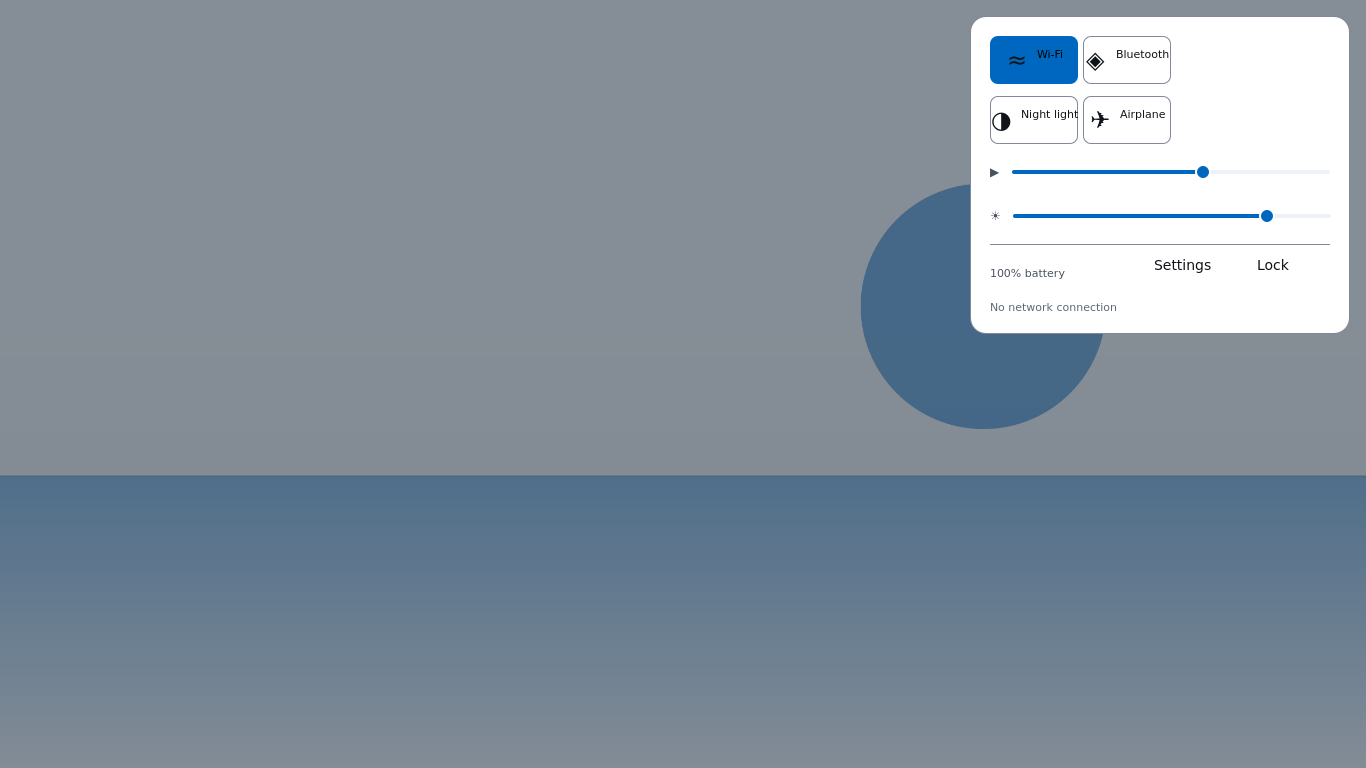 Wi-Fi
Bluetooth
Night light
Airplane
100% battery
Settings
Lock
No network connection